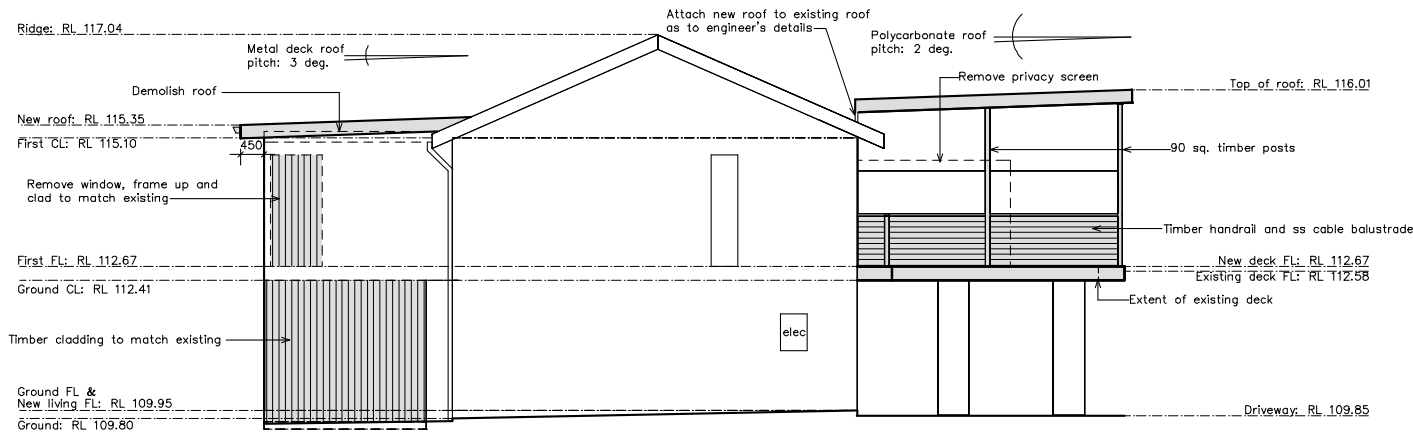 Ridge: RL 117.04
Metal deck roof
pitch: 3 deg.
Attach new roof to existing roof
as to engineer's details
Polycarbonate roof
pitch: 2 deg.
Remove privacy screen
Top of roof: RL 116.01
Demolish roof
New roof: RL 115.35
First CL: RL 115.10
450
90 sq. timber posts
Remove window, frame up and
clad to match existing
Timber handrail and ss cable balustrade
First FL: RL 112.67
New deck FL: RL 112.67
Existing deck FL: RL 112.58
Ground CL: RL 112.41
Extent of existing deck
elec
Timber cladding to match existing
Ground FL &
New living FL: RL 109.95
Driveway: RL 109.85
Ground: RL 109.80